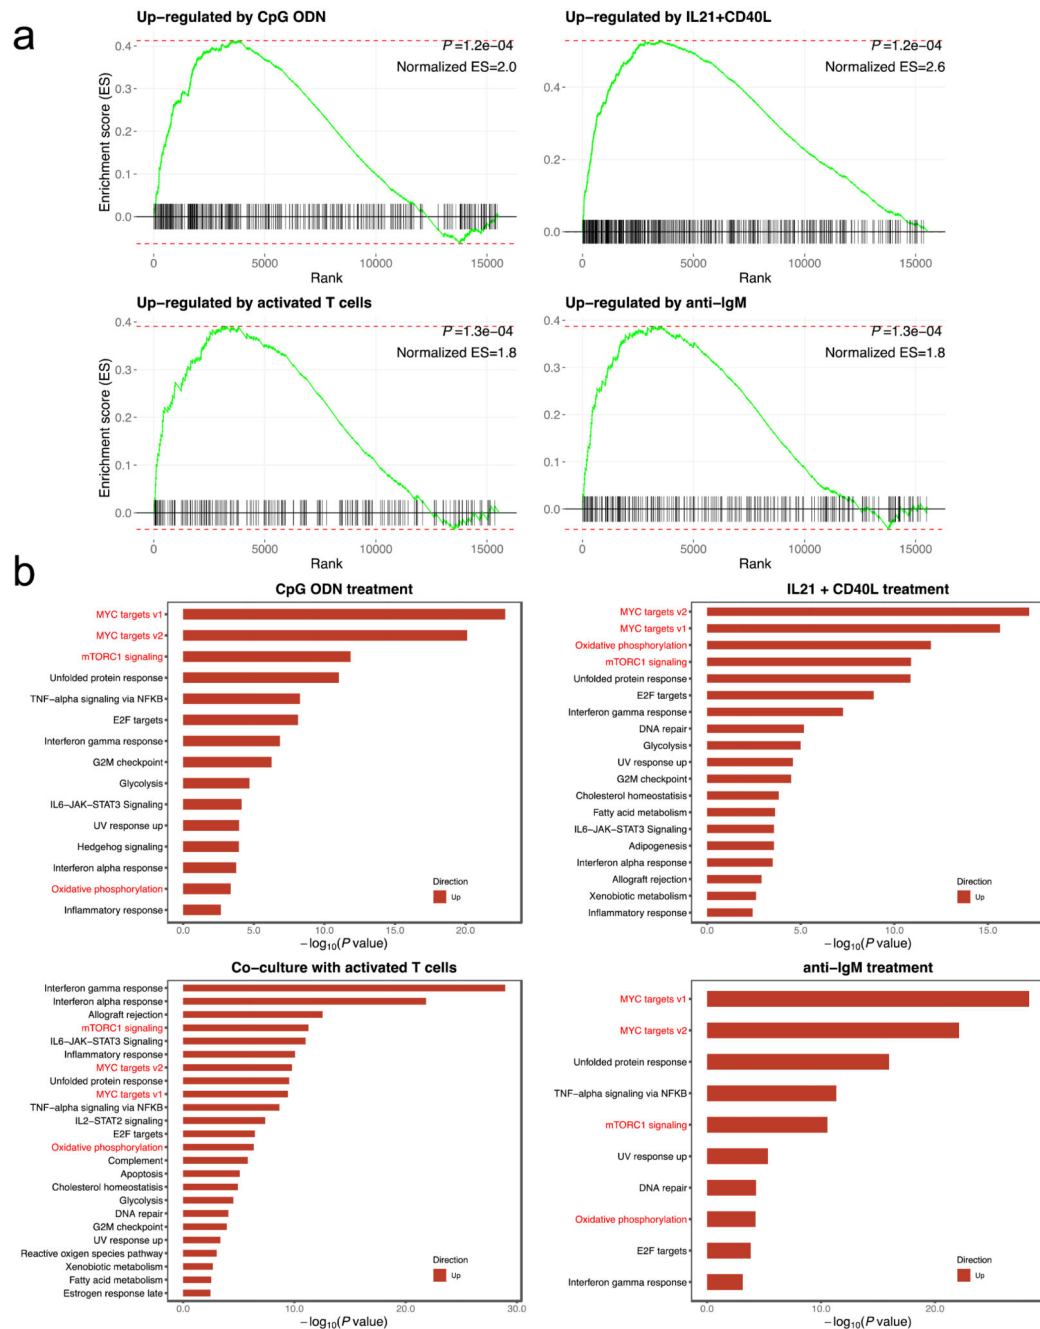 a
Up-regulated by CpG ODN
Enrichment score (ES)
0.4
0.3
0.2
0.1
0.0
P =1.2e-04
Normalized ES=2.0
0 5000 10000 15000
Rank
Up-regulated by IL21+CD40L
0.4
0.2
0.0
P =1.2e-04
Normalized ES=2.6
0 5000 10000 15000
Rank
Up-regulated by activated T cells
Enrichment score (ES)
0.4
0.3
0.2
0.1
0.0
P =1.3e-04
Normalized ES=1.8
0 5000 10000 15000
Rank
Up-regulated by anti-IgM
0.4
0.3
0.2
0.1
0.0
P =1.3e-04
Normalized ES=1.8
0 5000 10000 15000
Rank
b
CpG ODN treatment
MYC targets v1
MYC targets v2
mTORC1 signaling
Unfolded protein response
TNF-alpha signaling via NFKB
E2F targets
Interferon gamma response
G2M checkpoint
Glycolysis
IL6-JAK-STAT3 Signaling
UV response up
Hedgehog signaling
Interferon alpha response
Oxidative phosphorylation
Inflammatory response
Direction
Up
0.0 5.0 10.0 15.0 20.0
-log10(P value)
IL21 + CD40L treatment
MYC targets v2
MYC targets v1
Oxidative phosphorylation
mTORC1 signaling
Unfolded protein response
E2F targets
Interferon gamma response
DNA repair
Glycolysis
UV response up
G2M checkpoint
Cholesterol homeostatisis
Fatty acid metabolism
IL6-JAK-STAT3 Signaling
Adipogenesis
Interferon alpha response
Allograft rejection
Xenobiotic metabolism
Inflammatory response
Direction
Up
0.0 5.0 10.0 15.0
-log10(P value)
Co-culture with activated T cells
Interferon gamma response
Interferon alpha response
Allograft rejection
mTORC1 signaling
IL6-JAK-STAT3 Signaling
Inflammatory response
MYC targets v2
Unfolded protein response
MYC targets v1
TNF-alpha signaling via NFKB
IL2-STAT2 signaling
E2F targets
Oxidative phosphorylation
Complement
Apoptosis
Cholesterol homeostatisis
Glycolysis
DNA repair
G2M checkpoint
UV response up
Reactive oxigen species pathway
Xenobiotic metabolism
Fatty acid metabolism
Estrogen response late
Direction
Up
0.0 10.0 20.0 30.0
-log10(P value)
anti-IgM treatment
MYC targets v1
MYC targets v2
Unfolded protein response
TNF-alpha signaling via NFKB
mTORC1 signaling
UV response up
DNA repair
Oxidative phosphorylation
E2F targets
Interferon gamma response
Direction
Up
0.0 10.0 20.0
-log10(P value)